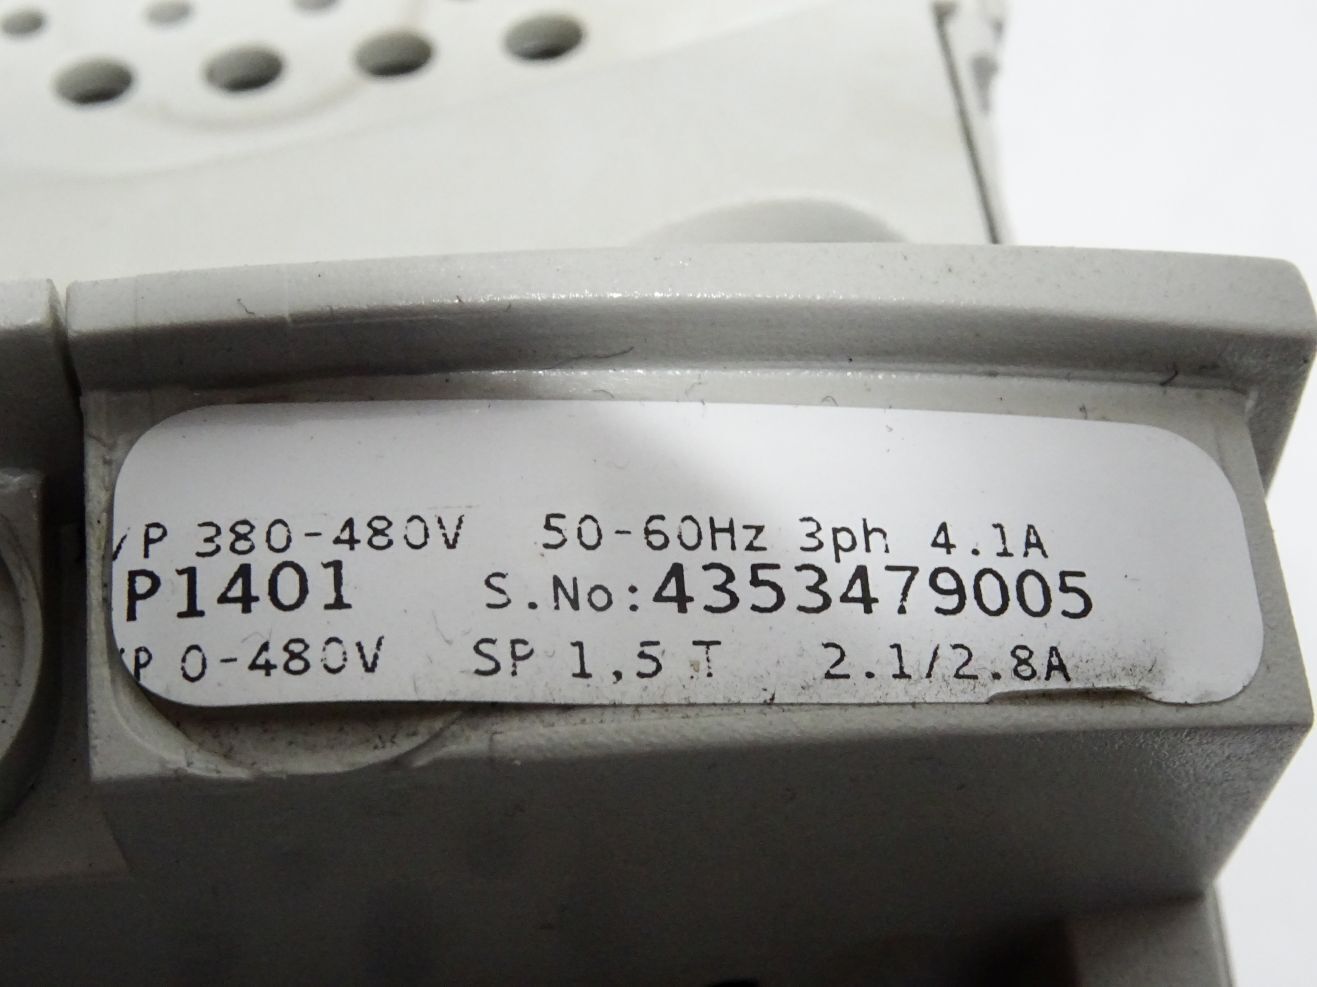 /P 380-480V 50-60Hz 3ph 4.1A
P1401 S.No:4353479005
/P 0-480V SP 1.5 T 2.1/2.8A